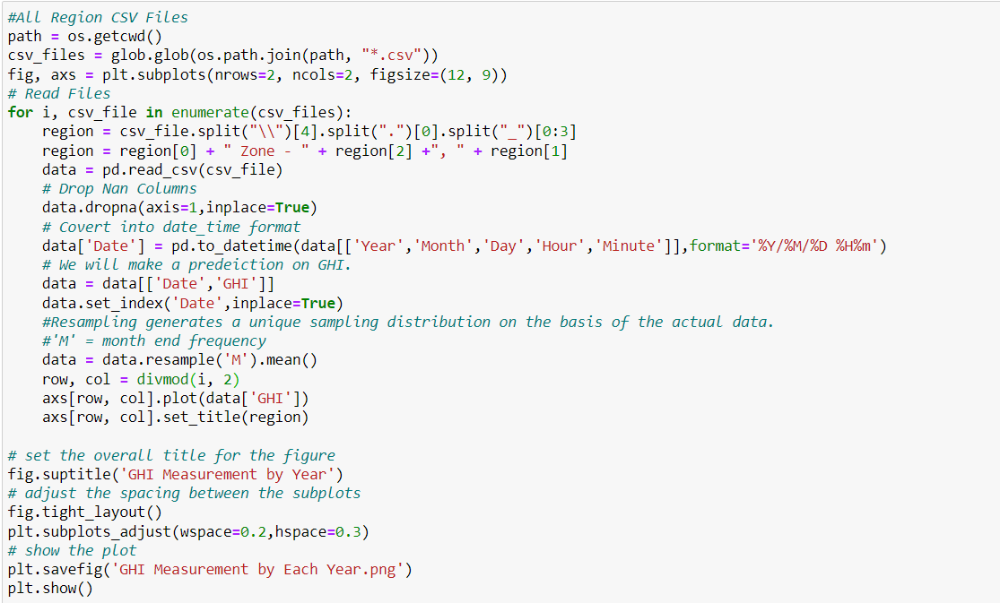 #All Region CSV Files
path = os.getcwd()
csv_files = glob.glob(os.path.join(path, "*.csv"))
fig, axs = plt.subplots(nrows=2, ncols=2, figsize=(12, 9))
# Read Files
for i, csv_file in enumerate(csv_files):
    region = csv_file.split("\\")[4].split(".")[0].split("_")[0:3]
    region = region[0] + " Zone - " + region[2] +", " + region[1]
    data = pd.read_csv(csv_file)
    # Drop Nan Columns
    data.dropna(axis=1,inplace=True)
    # Covert into date_time format
    data['Date'] = pd.to_datetime(data[['Year','Month','Day','Hour','Minute']],format='%Y/%M/%D %H%m')
    # We will make a predeiction on GHI.
    data = data[['Date','GHI']]
    data.set_index('Date',inplace=True)
    #Resampling generates a unique sampling distribution on the basis of the actual data.
    #'M' = month end frequency
    data = data.resample('M').mean()
    row, col = divmod(i, 2)
    axs[row, col].plot(data['GHI'])
    axs[row, col].set_title(region)

# set the overall title for the figure
fig.suptitle('GHI Measurement by Year')
# adjust the spacing between the subplots
fig.tight_layout()
plt.subplots_adjust(wspace=0.2,hspace=0.3)
# show the plot
plt.savefig('GHI Measurement by Each Year.png')
plt.show()